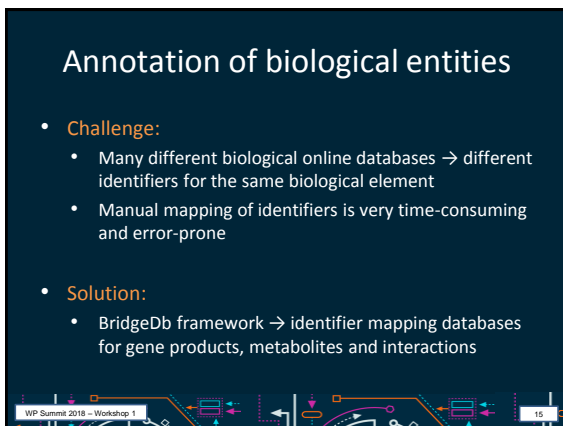 Annotation of biological entities
• Challenge:
• Many different biological online databases → different
identifiers for the same biological element
• Manual mapping of identifiers is very time-consuming
and error-prone
• Solution:
• BridgeDb framework → identifier mapping databases
for gene products, metabolites and interactions
WP Summit 2018 – Workshop 1
15